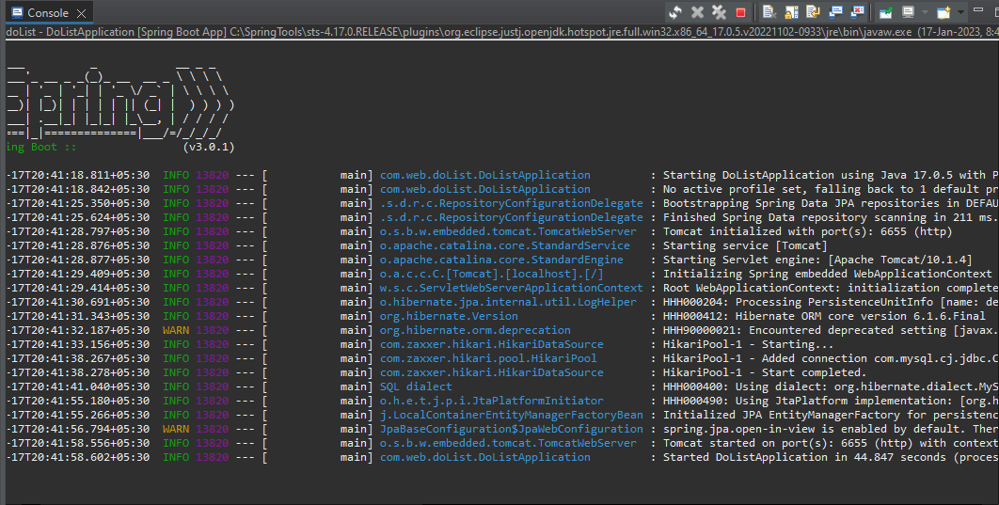 Console
doList - DoListApplication [Spring Boot App] C:\SpringTools\sts-4.17.0.RELEASE\plugins\org.eclipse.justj.openjdk.hotspot.jre.full.win32.x86_64_17.0.5.v20221102-0933\jre\bin\javaw.exe (17-Jan-2023, 8:4
ing Boot :: (v3.0.1)
-17T20:41:18.811+05:30 INFO 13820 --- [ main] com.web.doList.DoListApplication : Starting DoListApplication using Java 17.0.5 with P
-17T20:41:18.842+05:30 INFO 13820 --- [ main] com.web.doList.DoListApplication : No active profile set, falling back to 1 default pr
-17T20:41:25.350+05:30 INFO 13820 --- [ main] .s.d.r.c.RepositoryConfigurationDelegate : Bootstrapping Spring Data JPA repositories in DEFAU
-17T20:41:25.624+05:30 INFO 13820 --- [ main] .s.d.r.c.RepositoryConfigurationDelegate : Finished Spring Data repository scanning in 211 ms.
-17T20:41:28.797+05:30 INFO 13820 --- [ main] o.s.b.w.embedded.tomcat.TomcatWebServer : Tomcat initialized with port(s): 6655 (http)
-17T20:41:28.876+05:30 INFO 13820 --- [ main] o.apache.catalina.core.StandardService : Starting service [Tomcat]
-17T20:41:28.877+05:30 INFO 13820 --- [ main] o.apache.catalina.core.StandardEngine : Starting Servlet engine: [Apache Tomcat/10.1.4]
-17T20:41:29.409+05:30 INFO 13820 --- [ main] o.a.c.c.C.[Tomcat].[localhost].[/] : Initializing Spring embedded WebApplicationContext
-17T20:41:29.414+05:30 INFO 13820 --- [ main] w.s.c.ServletWebServerApplicationContext : Root WebApplicationContext: initialization complete
-17T20:41:30.691+05:30 INFO 13820 --- [ main] o.hibernate.jpa.internal.util.LogHelper : HHH000204: Processing PersistenceUnitInfo [name: de
-17T20:41:31.343+05:30 INFO 13820 --- [ main] org.hibernate.Version : HHH000412: Hibernate ORM core version 6.1.6.Final
-17T20:41:32.187+05:30 WARN 13820 --- [ main] org.hibernate.orm.deprecation : HHH90000021: Encountered deprecated setting [javax.
-17T20:41:33.156+05:30 INFO 13820 --- [ main] com.zaxxer.hikari.HikariDataSource : HikariPool-1 - Starting...
-17T20:41:38.267+05:30 INFO 13820 --- [ main] com.zaxxer.hikari.pool.HikariPool : HikariPool-1 - Added connection com.mysql.cj.jdbc.C
-17T20:41:38.278+05:30 INFO 13820 --- [ main] com.zaxxer.hikari.HikariDataSource : HikariPool-1 - Start completed.
-17T20:41:41.040+05:30 INFO 13820 --- [ main] SQL dialect : HHH000400: Using dialect: org.hibernate.dialect.MyS
-17T20:41:55.180+05:30 INFO 13820 --- [ main] o.h.e.t.j.p.i.JtaPlatformInitiator : HHH000490: Using JtaPlatform implementation: [org.h
-17T20:41:55.266+05:30 INFO 13820 --- [ main] j.LocalContainerEntityManagerFactoryBean : Initialized JPA EntityManagerFactory for persistenc
-17T20:41:56.794+05:30 WARN 13820 --- [ main] JpaBaseConfiguration$JpaWebConfiguration : spring.jpa.open-in-view is enabled by default. Ther
-17T20:41:58.556+05:30 INFO 13820 --- [ main] o.s.b.w.embedded.tomcat.TomcatWebServer : Tomcat started on port(s): 6655 (http) with context
-17T20:41:58.602+05:30 INFO 13820 --- [ main] com.web.doList.DoListApplication : Started DoListApplication in 44.847 seconds (proces